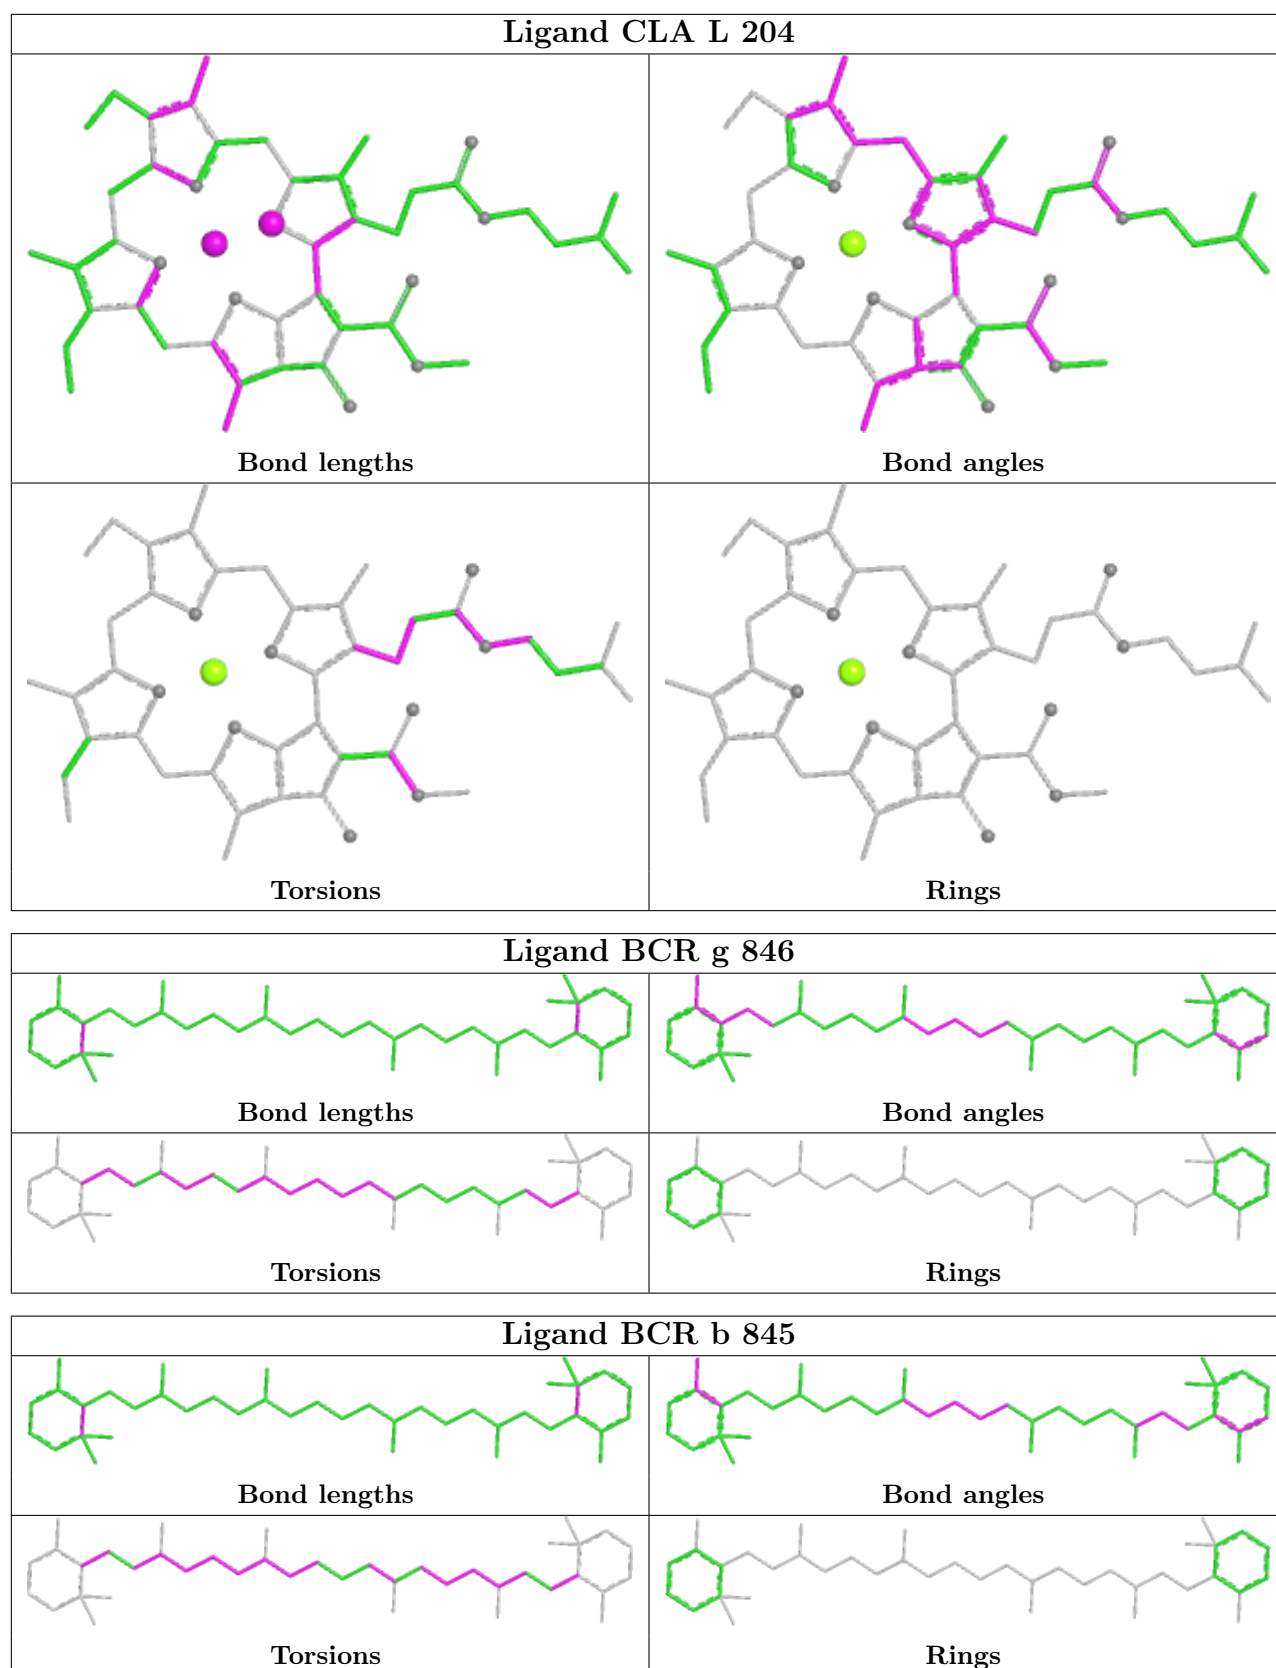 Ligand CLA L 204
Bond lengths
Bond angles
Torsions
Rings
Ligand BCR g 846
Bond lengths
Bond angles
Torsions
Rings
Ligand BCR b 845
Bond lengths
Bond angles
Torsions
Rings